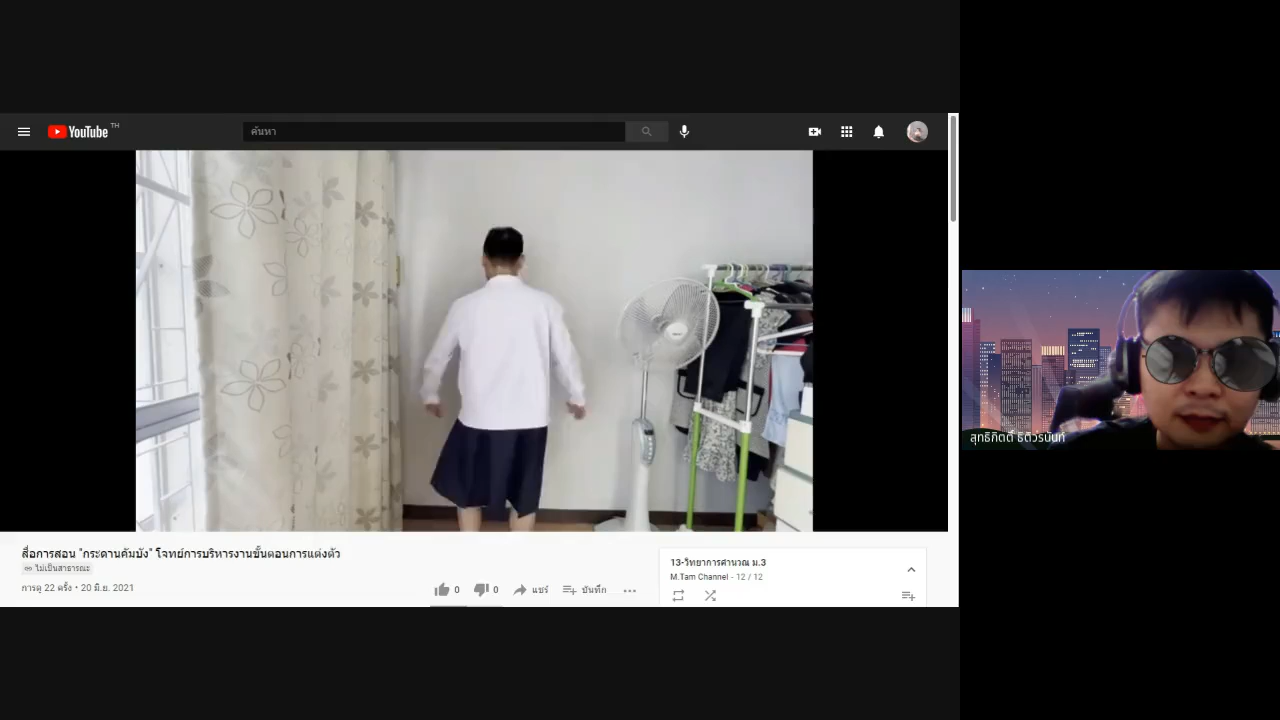 YouTube TH
ค้นหา
สื่อการสอน "กระดานคัมบัง" โจทย์การบริหารงานขั้นตอนการแต่งตัว
ไม่เป็นสาธารณะ
การดู 22 ครั้ง • 20 มิ.ย. 2021
0
0
แชร์
บันทึก
13-วิทยาการคำนวณ ม.3
M.Tam Channel - 12 / 12
สุทธิกิตติ์ ธิติวรนันท์